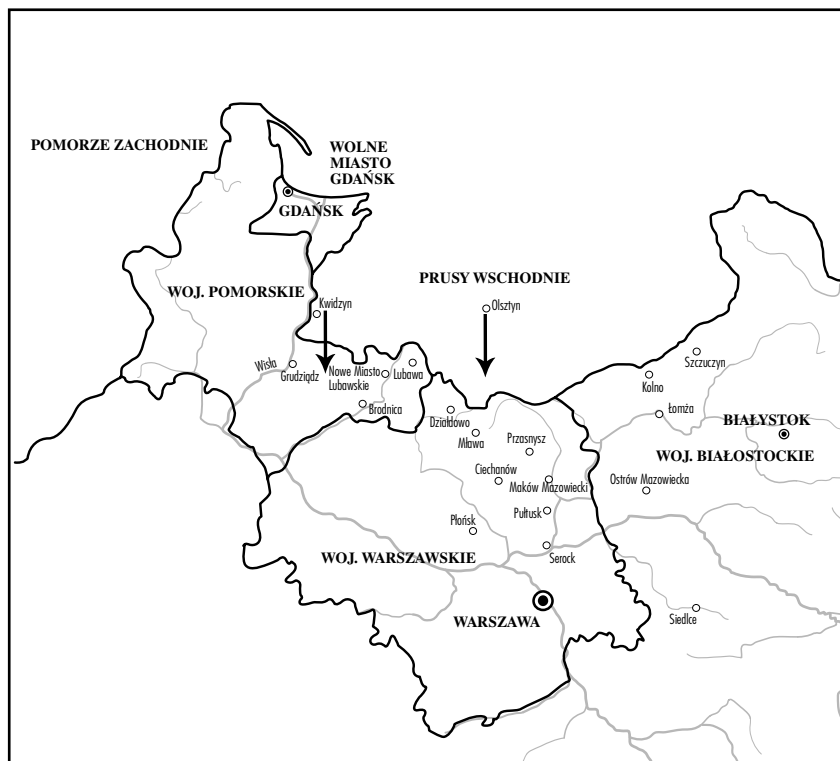 POMORZE ZACHODNIE
WOLNE
MIASTO
GDAŃSK
GDAŃSK
WOJ. POMORSKIE
PRUSY WSCHODNIE
Kwidzyn
Olsztyn
Wisła
Grudziądz
Nowe Miasto
Lubawskie
Lubawa
Szczuczyn
Kolno
Brodnica
Działdowo
Łomża
BIAŁYSTOK
Mława
Przasnysz
WOJ. BIAŁOSTOCKIE
Ciechanów
Maków Mazowiecki
Ostrów Mazowiecka
Płońsk
Pułtusk
WOJ. WARSZAWSKIE
Serock
WARSZAWA
Siedlce